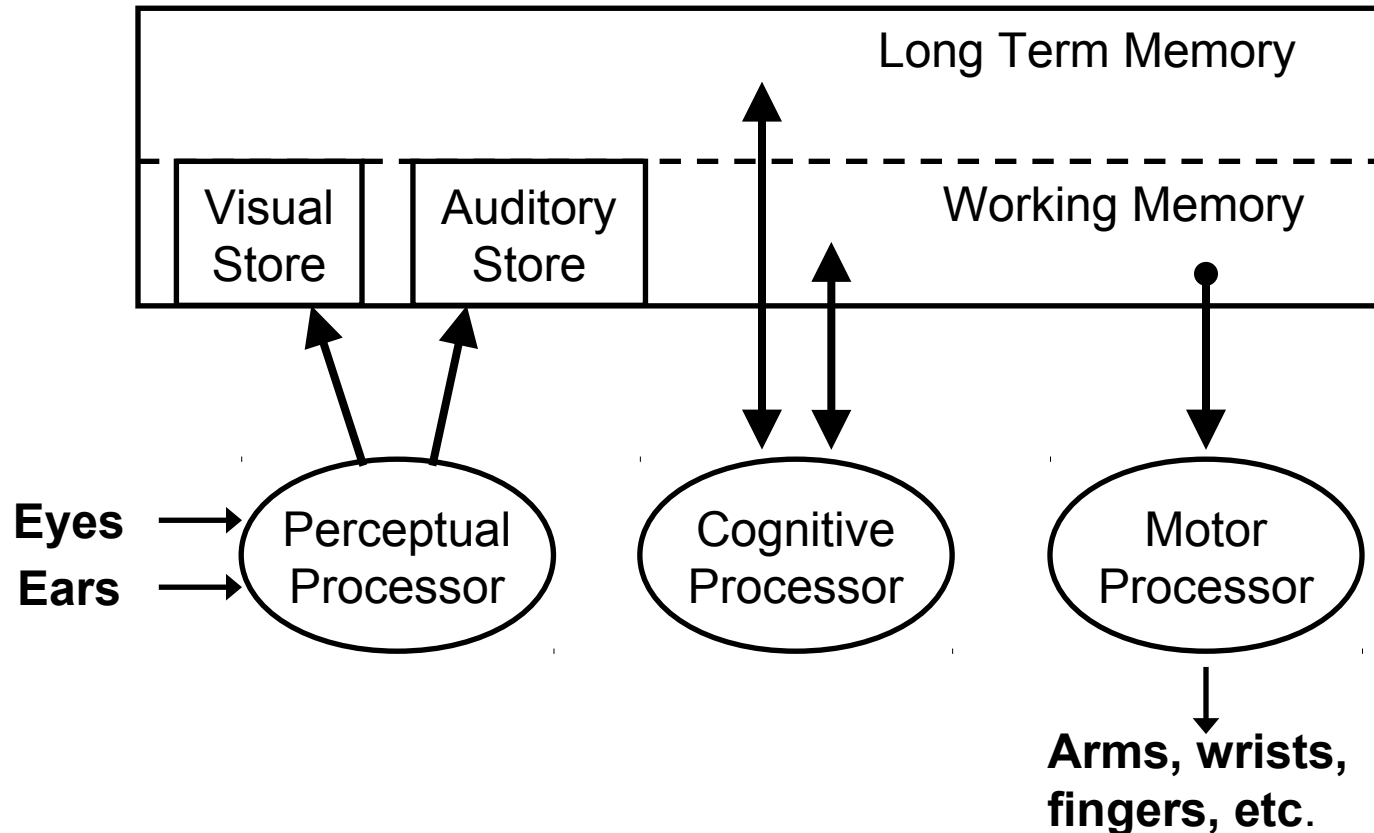 Long Term Memory
Working Memory
Visual
Store
Auditory
Store
Eyes
Ears
Perceptual
Processor
Cognitive
Processor
Motor
Processor
Arms, wrists,
fingers, etc.